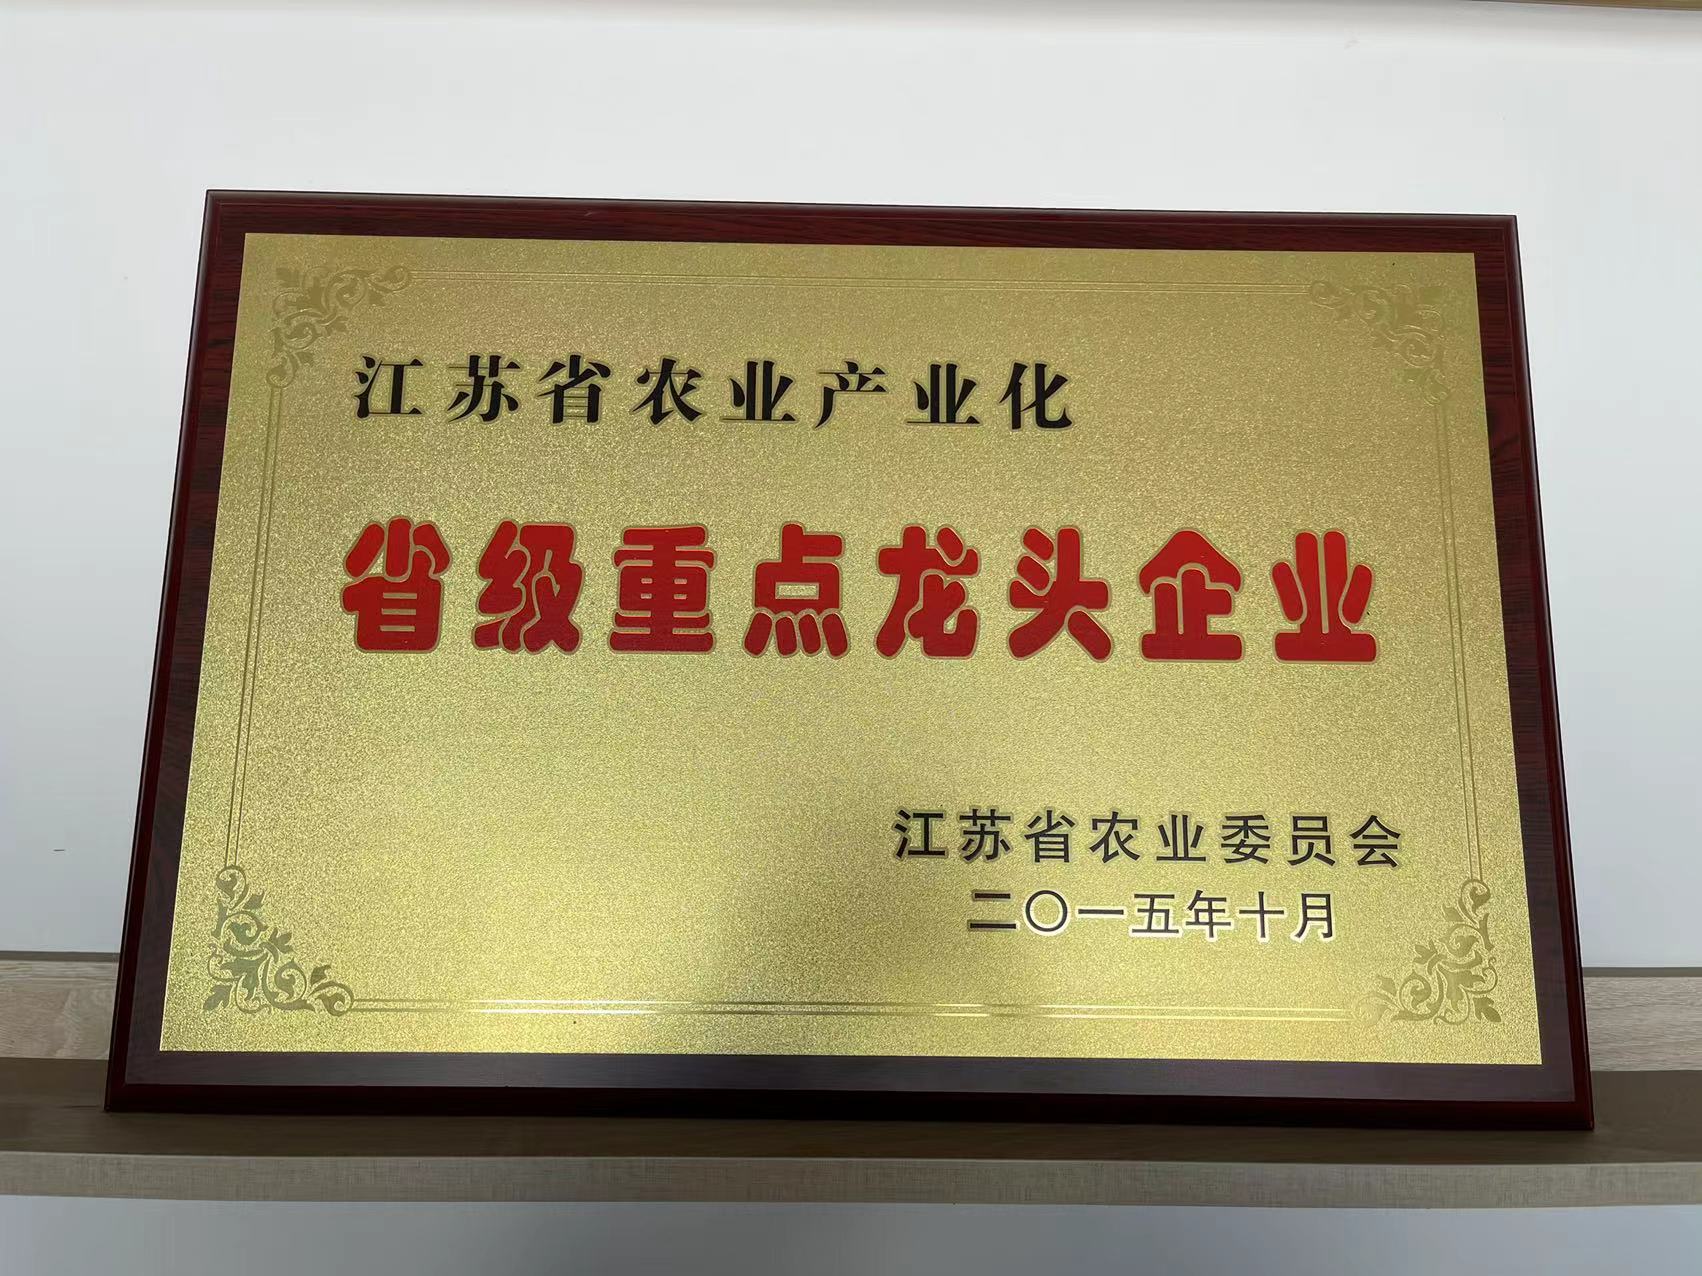 江苏省农业产业化
省级重点龙头企业
江苏省农业委员会
二〇一五年十月